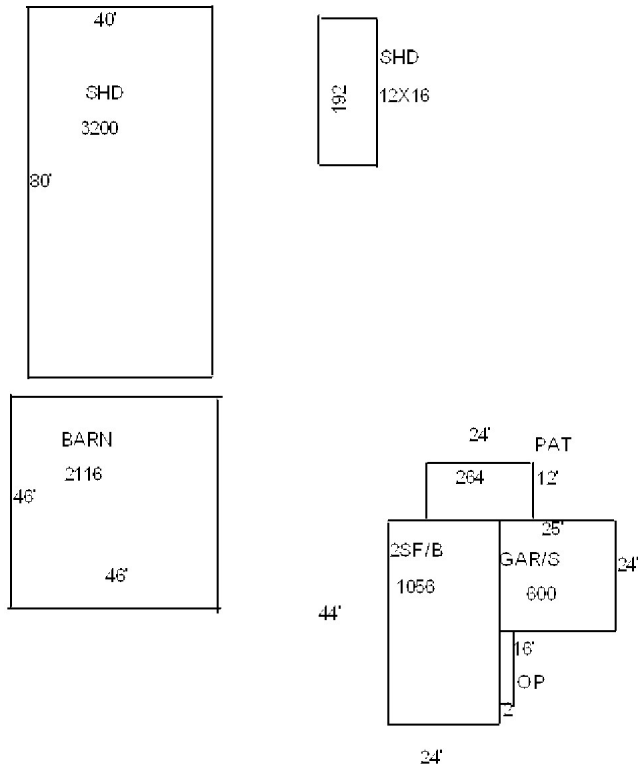 40'
SHD
3200
80'
SHD
12X16
192
BARN
2116
46'
46'
24'
PAT
264
12'
25'
2SF/B
GAR/S
24'
1056
600
44'
16'
OP
2'
24'